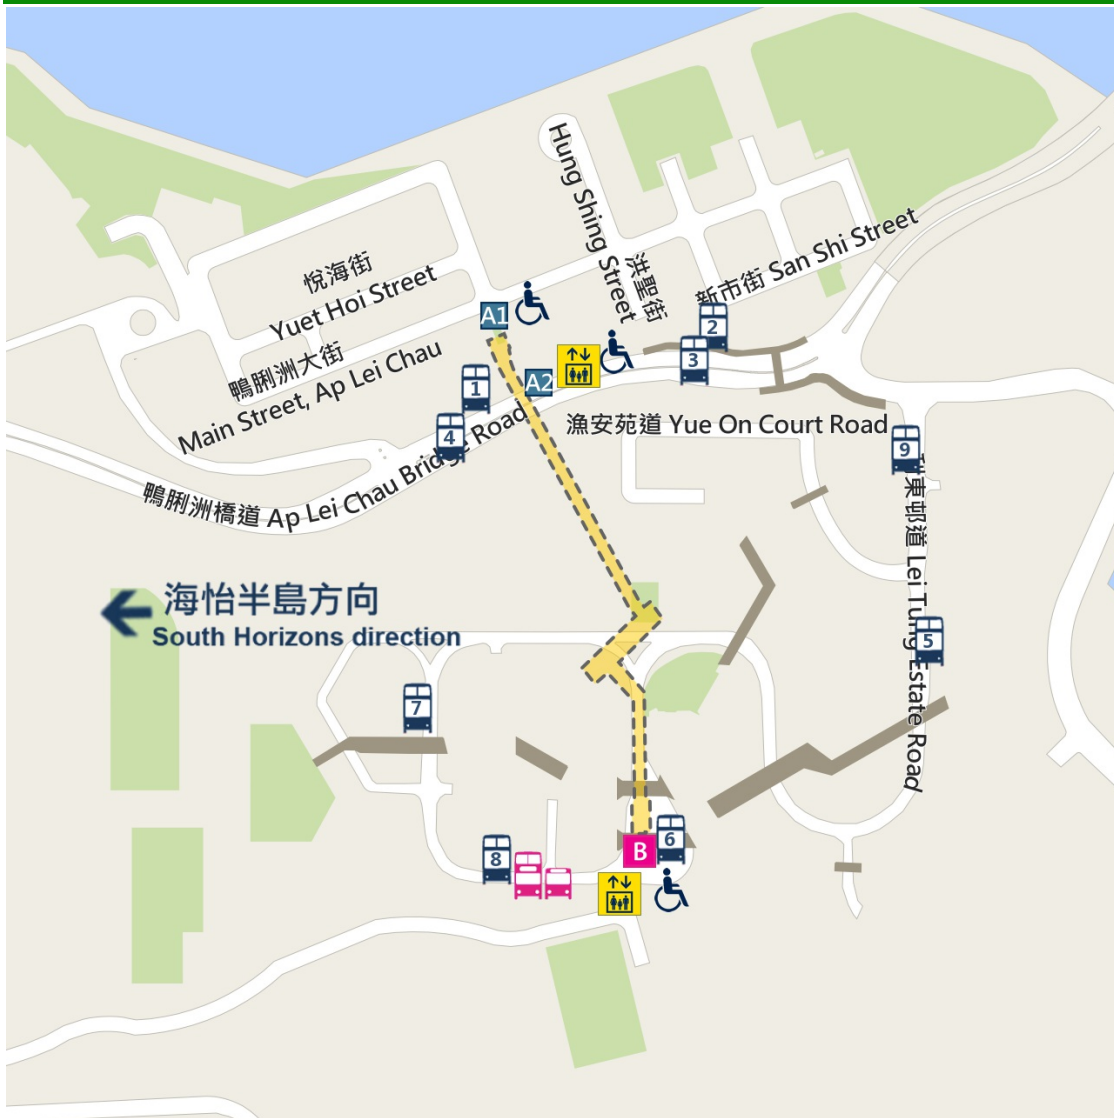 Hung Shing Street
洪聖街
新市街 San Shi Street
悅海街
Yuet Hoi Street
鴨脷洲大街
Main Street, Ap Lei Chau
A1
2
3
A2
1
4
漁安苑道 Yue On Court Road
9
鴨脷洲橋道 Ap Lei Chau Bridge Road
東邨道 Lei Tung Estate Road
海怡半島方向
South Horizons direction
5
7
6
B
8